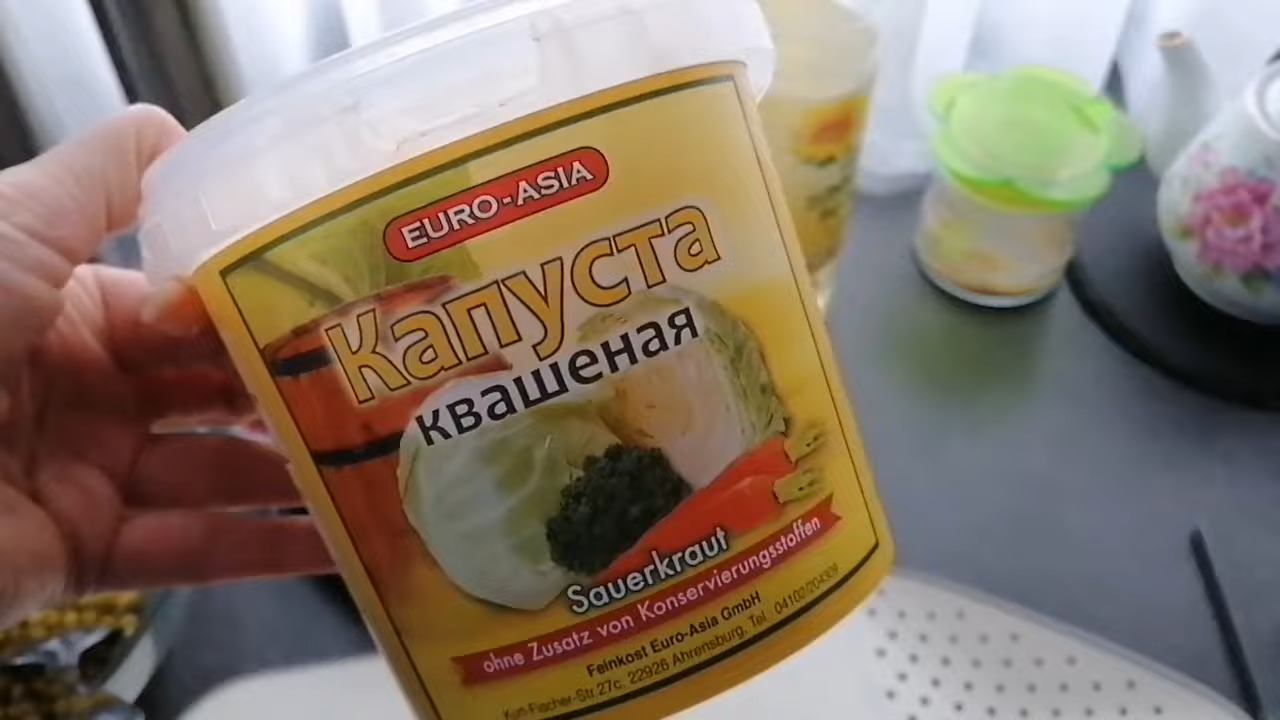 EURO-ASIA
Капуста
квашеная
Sauerkraut
ohne Zusatz von Konservierungsstoffen
Feinkost Euro-Asia GmbH
Kurt-Fischer-Str.27c, 22926 Ahrensburg, Tel.: 04102/204309